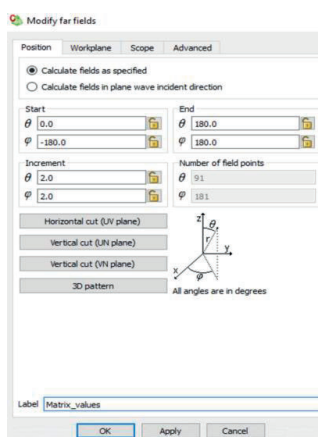 Modify far fields
Position Workplane Scope Advanced
Calculate fields as specified
Calculate fields in plane wave incident direction
Start End
θ 0.0 θ 180.0
φ -180.0 φ 180.0
Increment Number of field points
θ 2.0 θ 91
φ 2.0 φ 181
Horizontal cut (UV plane)
Vertical cut (UN plane)
Vertical cut (VN plane)
3D pattern
z θ
r y
x φ
All angles are in degrees
Label Matrix_values
OK Apply Cancel